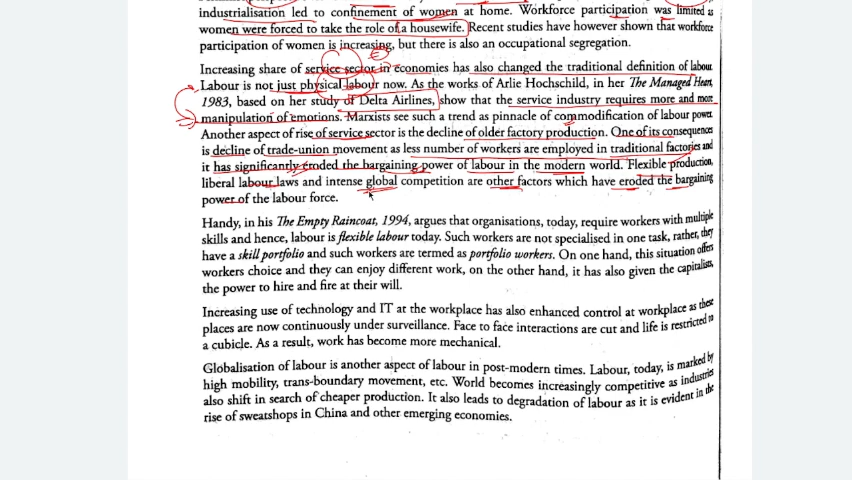 industrialisation led to confinement of women at home. Workforce participation was limited as
women were forced to take the role of a housewife. Recent studies have however shown that workforce
participation of women is increasing, but there is also an occupational segregation.
Increasing share of service sector in economies has also changed the traditional definition of labour.
Labour is not just physical labour now. As the works of Arlie Hochschild, in her The Managed Heart,
1983, based on her study of Delta Airlines, show that the service industry requires more and more
manipulation of emotions. Marxists see such a trend as pinnacle of commodification of labour power.
Another aspect of rise of service sector is the decline of older factory production. One of its consequences
is decline of trade-union movement as less number of workers are employed in traditional factories and
it has significantly eroded the bargaining power of labour in the modern world. Flexible production,
liberal labour laws and intense global competition are other factors which have eroded the bargaining
power of the labour force.
Handy, in his The Empty Raincoat, 1994, argues that organisations, today, require workers with multiple
skills and hence, labour is flexible labour today. Such workers are not specialised in one task, rather, they
have a skill portfolio and such workers are termed as portfolio workers. On one hand, this situation offers
workers choice and they can enjoy different work, on the other hand, it has also given the capitalists,
the power to hire and fire at their will.
Increasing use of technology and IT at the workplace has also enhanced control at workplace as these
places are now continuously under surveillance. Face to face interactions are cut and life is restricted to
a cubicle. As a result, work has become more mechanical.
Globalisation of labour is another aspect of labour in post-modern times. Labour, today, is marked by
high mobility, trans-boundary movement, etc. World becomes increasingly competitive as industries
also shift in search of cheaper production. It also leads to degradation of labour as it is evident in the
rise of sweatshops in China and other emerging economies.